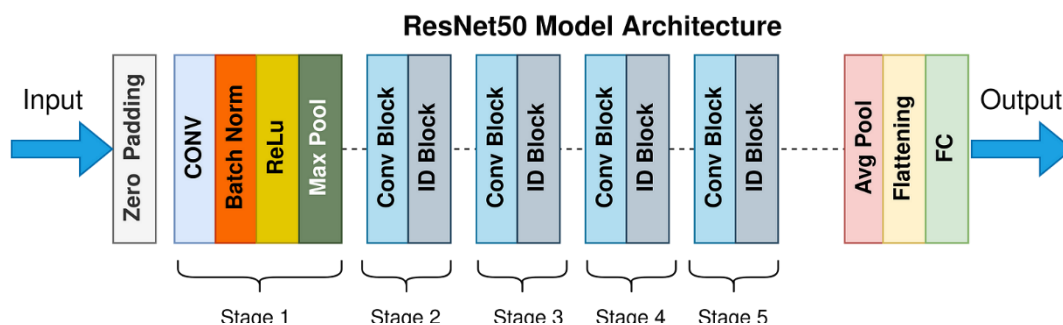 ResNet50 Model Architecture
Input
Zero Padding
CONV
Batch Norm
ReLu
Max Pool
Conv Block
ID Block
Conv Block
ID Block
Conv Block
ID Block
Conv Block
ID Block
Avg Pool
Flattening
FC
Output
Stage 1
Stage 2
Stage 3
Stage 4
Stage 5